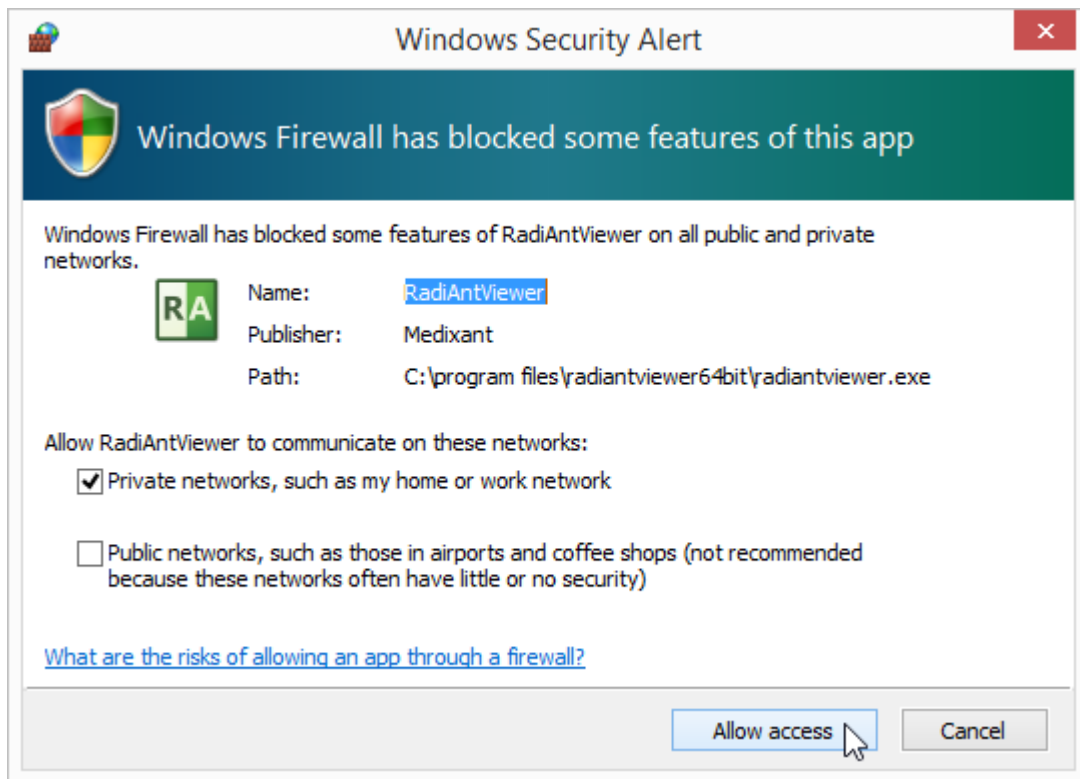 Windows Security Alert
Windows Firewall has blocked some features of this app
Windows Firewall has blocked some features of RadiAntViewer on all public and private
networks.
RA
Name: RadiAntViewer
Publisher: Medixant
Path: C:\program files\radiantviewer64bit\radiantviewer.exe
Allow RadiAntViewer to communicate on these networks:
Private networks, such as my home or work network
Public networks, such as those in airports and coffee shops (not recommended
because these networks often have little or no security)
What are the risks of allowing an app through a firewall?
Allow access Cancel